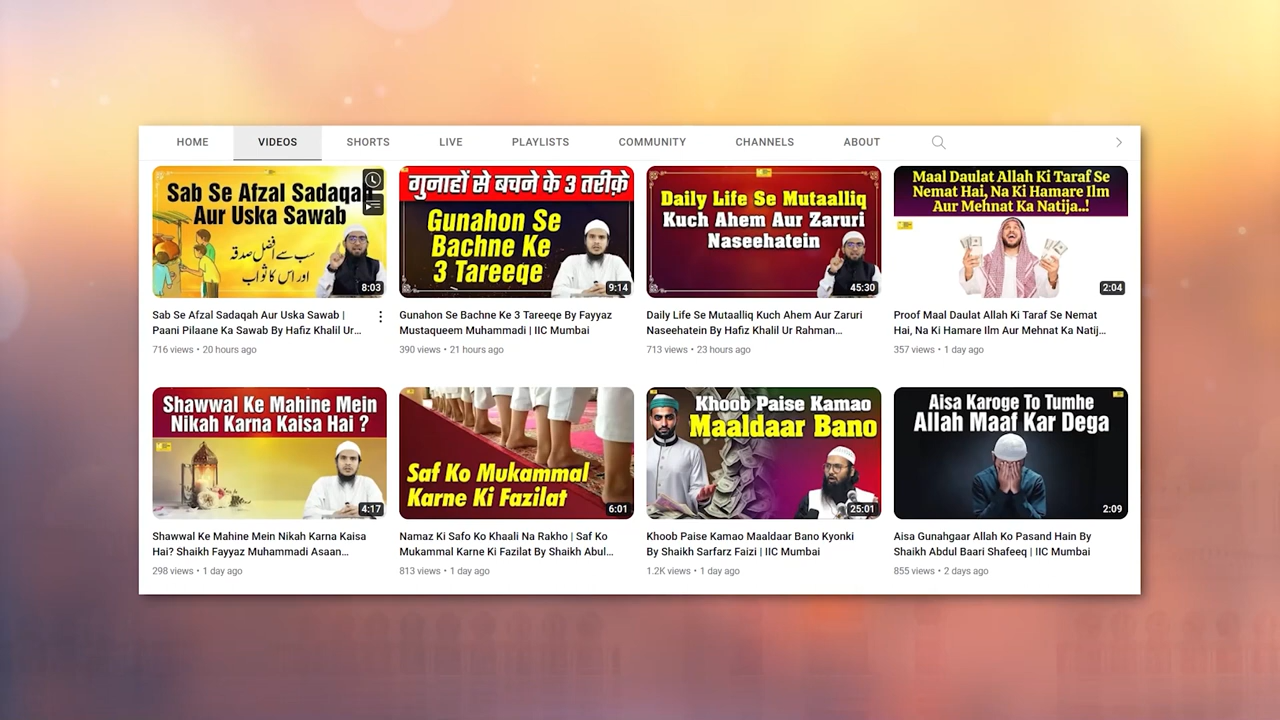 HOME VIDEOS SHORTS LIVE PLAYLISTS COMMUNITY CHANNELS ABOUT
Sab Se Afzal Sadaqah
Aur Uska Sawab
سب سے افضل صدقہ
اور اس کا ثواب
8:03
गुनाहों से बचने के 3 तरीक़े
Gunahon Se
Bachne Ke
3 Tareeqe
9:14
Daily Life Se Mutaalliq
Kuch Ahem Aur Zaruri
Naseehatein
45:30
Maal Daulat Allah Ki Taraf Se
Nemat Hai, Na Ki Hamare Ilm
Aur Mehnat Ka Natija..!
2:04
Sab Se Afzal Sadaqah Aur Uska Sawab |
Paani Pilaane Ka Sawab By Hafiz Khalil Ur...
716 views • 20 hours ago
Gunahon Se Bachne Ke 3 Tareeqe By Fayyaz
Mustaqueem Muhammadi | IIC Mumbai
390 views • 21 hours ago
Daily Life Se Mutaalliq Kuch Ahem Aur Zaruri
Naseehatein By Hafiz Khalil Ur Rahman...
713 views • 23 hours ago
Proof Maal Daulat Allah Ki Taraf Se Nemat
Hai, Na Ki Hamare Ilm Aur Mehnat Ka Natij...
357 views • 1 day ago
Shawwal Ke Mahine Mein
Nikah Karna Kaisa Hai ?
4:17
Saf Ko Mukammal
Karne Ki Fazilat
6:01
Khoob Paise Kamao
Maaldaar Bano
25:01
Aisa Karoge To Tumhe
Allah Maaf Kar Dega
2:09
Shawwal Ke Mahine Mein Nikah Karna Kaisa
Hai? Shaikh Fayyaz Muhammadi Asaan...
298 views • 1 day ago
Namaz Ki Safo Ko Khaali Na Rakho | Saf Ko
Mukammal Karne Ki Fazilat By Shaikh Abul...
813 views • 1 day ago
Khoob Paise Kamao Maaldaar Bano Kyonki
By Shaikh Sarfarz Faizi | IIC Mumbai
1.2K views • 1 day ago
Aisa Gunahgaar Allah Ko Pasand Hain By
Shaikh Abdul Baari Shafeeq | IIC Mumbai
855 views • 2 days ago